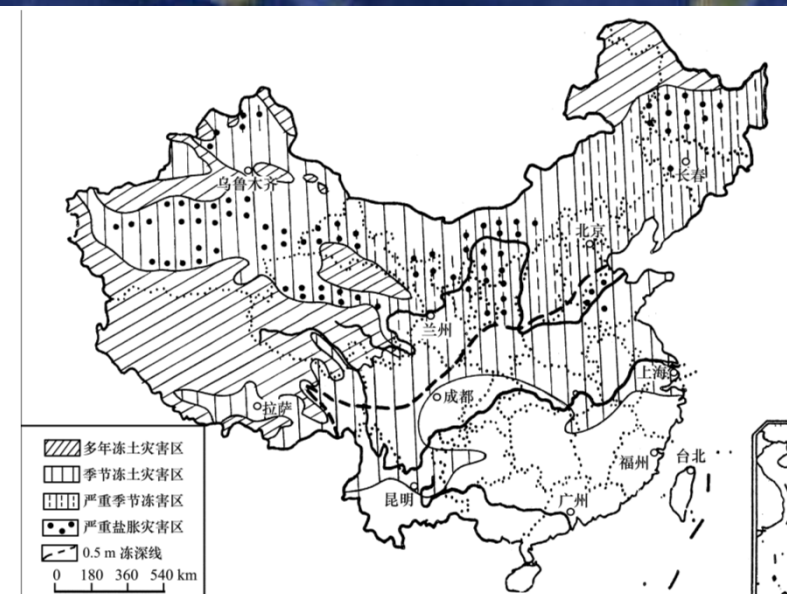 乌鲁木齐
长春
北京
兰州
成都
上海
拉萨
昆明
福州
台北
广州
多年冻土灾害区
季节冻土灾害区
严重季节冻害区
严重盐胀灾害区
0.5 m 冻深线
0 180 360 540 km